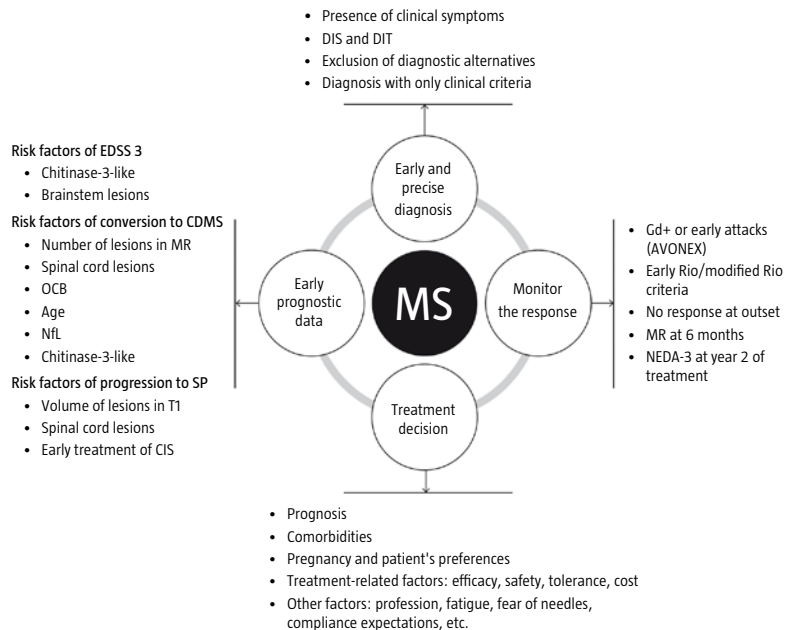 • Presence of clinical symptoms
• DIS and DIT
• Exclusion of diagnostic alternatives
• Diagnosis with only clinical criteria
Early and
precise
diagnosis
Risk factors of EDSS 3
• Chitinase-3-like
• Brainstem lesions
Risk factors of conversion to CDMS
• Number of lesions in MR
• Spinal cord lesions
• OCB
• Age
• NfL
• Chitinase-3-like
Risk factors of progression to SP
• Volume of lesions in T1
• Spinal cord lesions
• Early treatment of CIS
Early
prognostic
data
MS
Monitor
the response
• Gd+ or early attacks
(AVONEX)
• Early Rio/modified Rio
criteria
• No response at outset
• MR at 6 months
• NEDA-3 at year 2 of
treatment
Treatment
decision
• Prognosis
• Comorbidities
• Pregnancy and patient's preferences
• Treatment-related factors: efficacy, safety, tolerance, cost
• Other factors: profession, fatigue, fear of needles,
compliance expectations, etc.